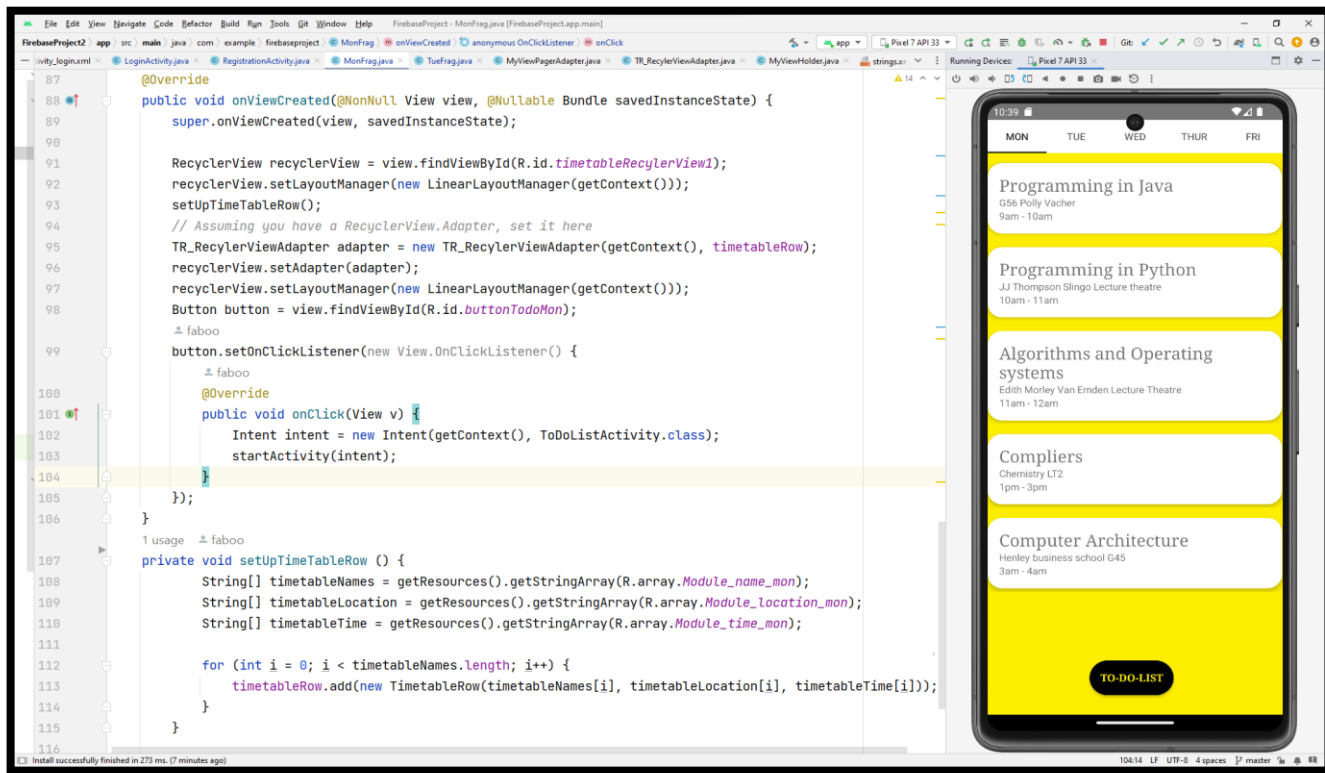 File Edit View Navigate Code Refactor Build Run Tools Git Window Help FirebaseProject - MonFrag.java [FirebaseProject.app.main]
FirebaseProject2 app src main java com example firebaseproject MonFrag onViewCreated anonymous OnClickListener onClick app Pixel 7 API 33 Git:
ivity_login.xml LoginActivity.java RegistrationActivity.java MonFrag.java TueFrag.java MyViewPagerAdapter.java TR_RecylerViewAdapter.java MyViewHolder.java strings.x Running Devices: Pixel 7 API 33
87 @Override
14
88 public void onViewCreated(@NonNull View view, @Nullable Bundle savedInstanceState) {
89 super.onViewCreated(view, savedInstanceState);
90
91 RecyclerView recyclerView = view.findViewById(R.id.timetableRecylerView1);
92 recyclerView.setLayoutManager(new LinearLayoutManager(getContext()));
93 setUpTimeTableRow();
94 // Assuming you have a RecyclerView.Adapter, set it here
95 TR_RecylerViewAdapter adapter = new TR_RecylerViewAdapter(getContext(), timetableRow);
96 recyclerView.setAdapter(adapter);
97 recyclerView.setLayoutManager(new LinearLayoutManager(getContext()));
98 Button button = view.findViewById(R.id.buttonTodoMon);
faboo
99 button.setOnClickListener(new View.OnClickListener() {
faboo
100 @Override
101 public void onClick(View v) {
102 Intent intent = new Intent(getContext(), ToDoListActivity.class);
103 startActivity(intent);
104 }
105 });
106 }
1 usage faboo
107 private void setUpTimeTableRow () {
108 String[] timetableNames = getResources().getStringArray(R.array.Module_name_mon);
109 String[] timetableLocation = getResources().getStringArray(R.array.Module_location_mon);
110 String[] timetableTime = getResources().getStringArray(R.array.Module_time_mon);
111
112 for (int i = 0; i < timetableNames.length; i++) {
113 timetableRow.add(new TimetableRow(timetableNames[i], timetableLocation[i], timetableTime[i]));
114 }
115 }
116
10:39
MON TUE WED THUR FRI
Programming in Java
G56 Polly Vacher
9am - 10am
Programming in Python
JJ Thompson Slingo Lecture theatre
10am - 11am
Algorithms and Operating
systems
Edith Morley Van Emden Lecture Theatre
11am - 12am
Compliers
Chemistry LT2
1pm - 3pm
Computer Architecture
Henley business school G45
3am - 4am
TO-DO-LIST
Install successfully finished in 273 ms. (7 minutes ago) 104:14 LF UTF-8 4 spaces master